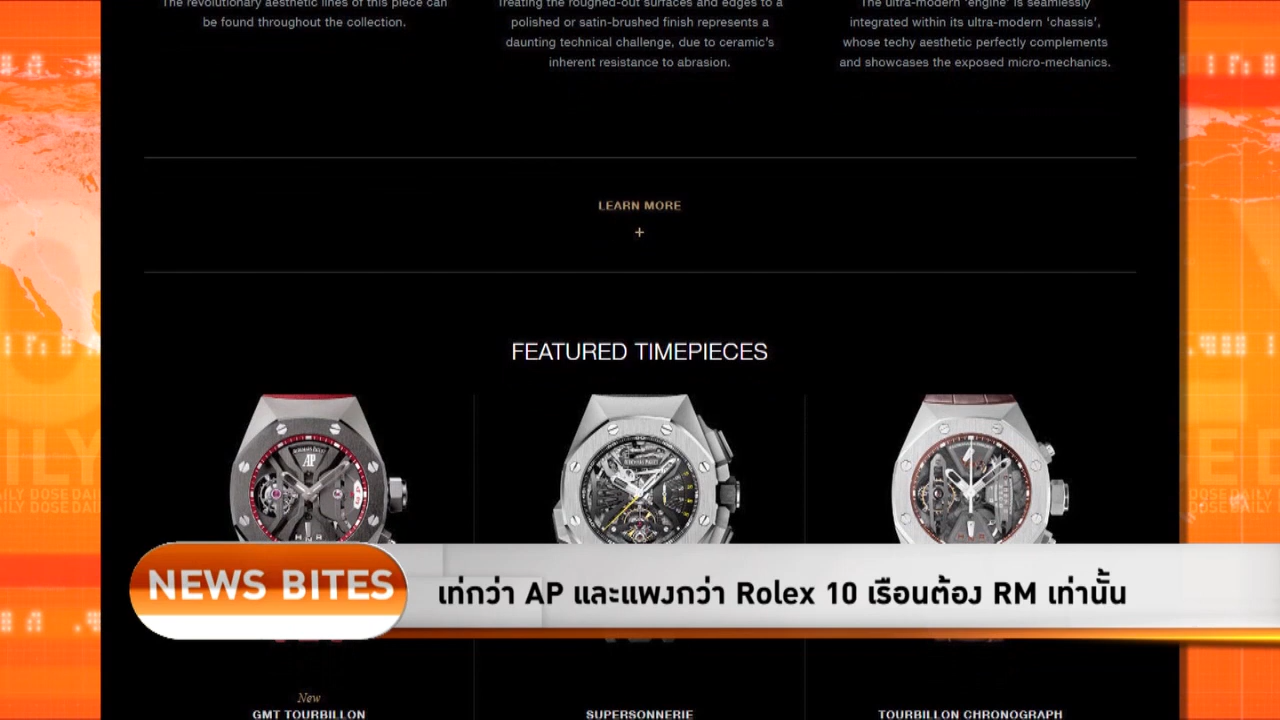 The revolutionary aesthetic lines of this piece can
be found throughout the collection.
Treating the roughed-out surfaces and edges to a
polished or satin-brushed finish represents a
daunting technical challenge, due to ceramic's
inherent resistance to abrasion.
The ultra-modern 'engine' is seamlessly
integrated within its ultra-modern 'chassis',
whose techy aesthetic perfectly complements
and showcases the exposed micro-mechanics.
LEARN MORE
+
FEATURED TIMEPIECES
AP
NEWS BITES
เท่กว่า AP และแพงกว่า Rolex 10 เรือนต้อง RM เท่านั้น
New
GMT TOURBILLON
SUPERSONNERIE
TOURBILLON CHRONOGRAPH